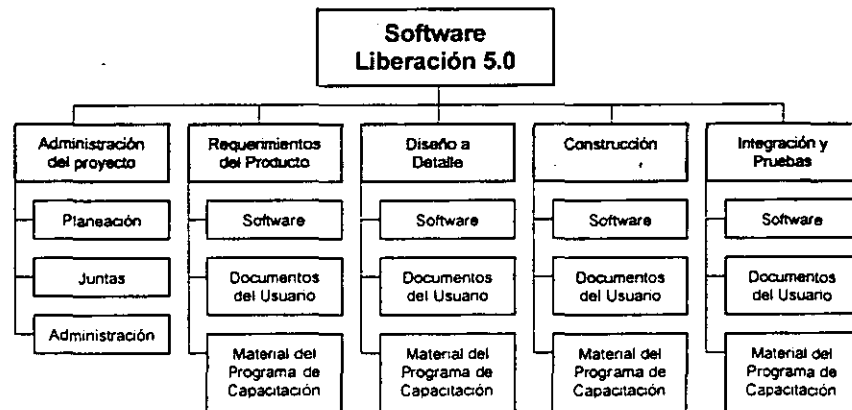 Software
Liberación 5.0
Administración
del proyecto
Planeación
Juntas
Administración
Requerimientos
del Producto
Software
Documentos
del Usuario
Material del
Programa de
Capacitación
Diseño a
Detalle
Software
Documentos
del Usuario
Material del
Programa de
Capacitación
Construcción
Software
Documentos
del Usuario
Material del
Programa de
Capacitación
Integración y
Pruebas
Software
Documentos
del Usuario
Material del
Programa de
Capacitación